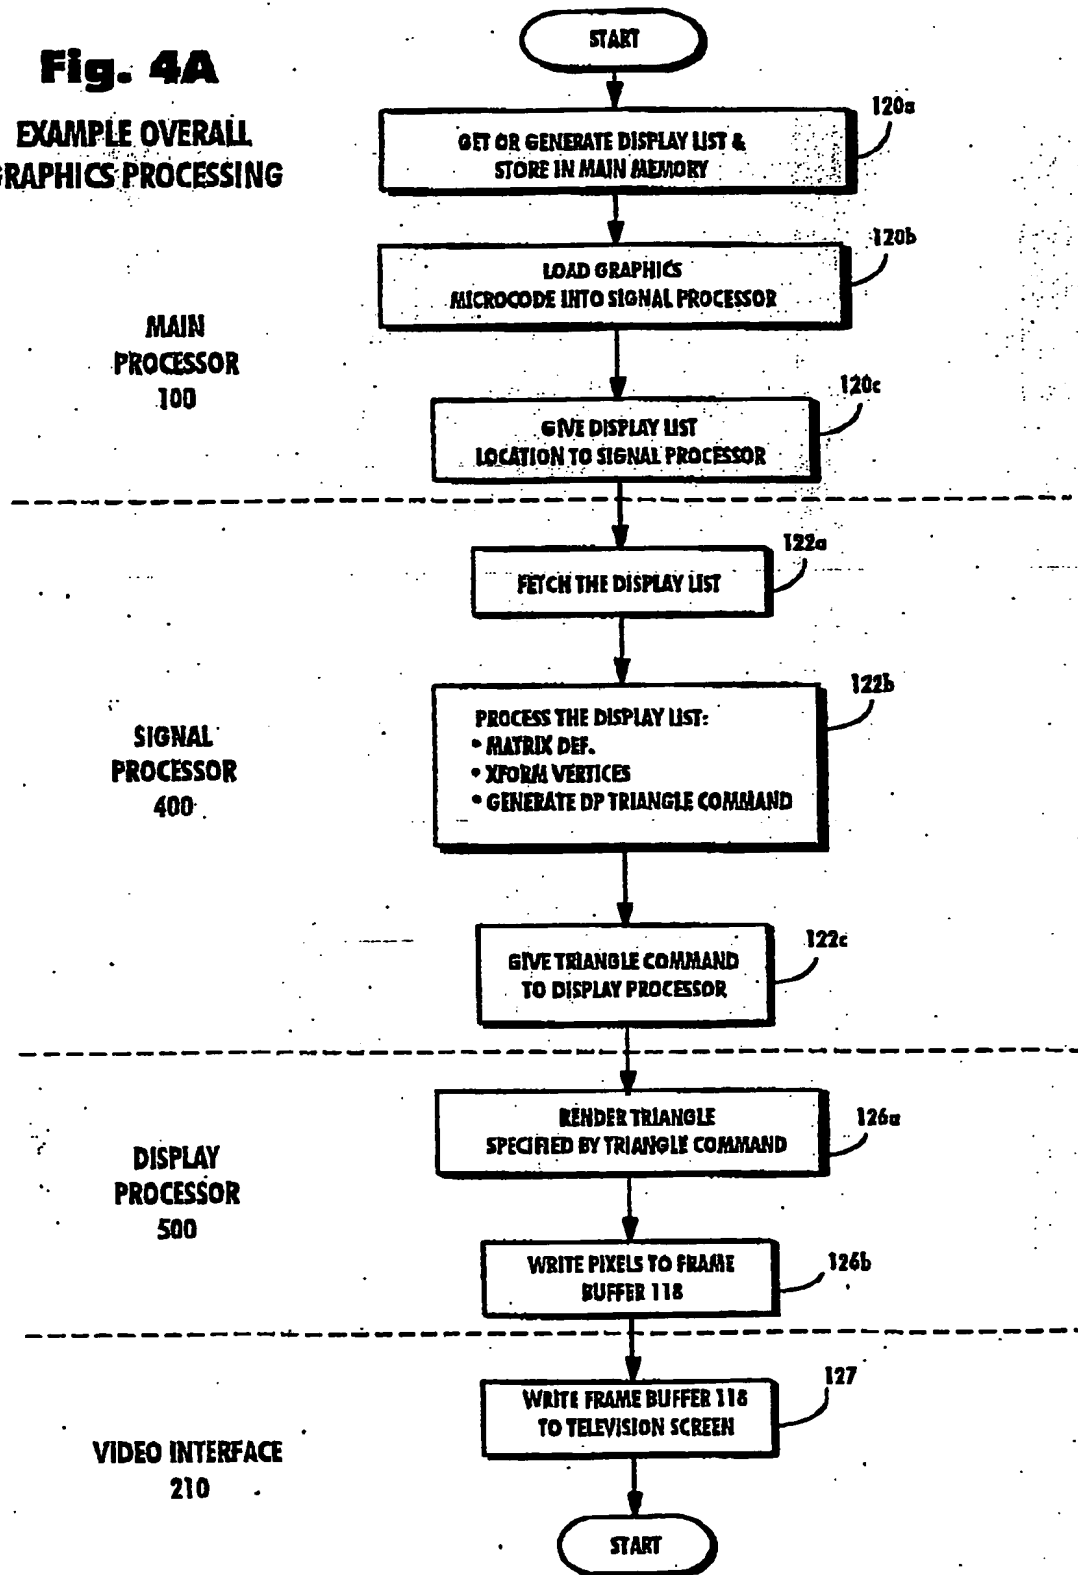 Fig. 4A
EXAMPLE OVERALL
GRAPHICS PROCESSING
START
GET OR GENERATE DISPLAY LIST &
STORE IN MAIN MEMORY
120a
LOAD GRAPHICS
MICROCODE INTO SIGNAL PROCESSOR
120b
MAIN
PROCESSOR
100
GIVE DISPLAY LIST
LOCATION TO SIGNAL PROCESSOR
120c
FETCH THE DISPLAY LIST
122a
SIGNAL
PROCESSOR
400
PROCESS THE DISPLAY LIST:
• MATRIX DEF.
• XFORM VERTICES
• GENERATE DP TRIANGLE COMMAND
122b
GIVE TRIANGLE COMMAND
TO DISPLAY PROCESSOR
122c
DISPLAY
PROCESSOR
500
RENDER TRIANGLE
SPECIFIED BY TRIANGLE COMMAND
126a
WRITE PIXELS TO FRAME
BUFFER 118
126b
VIDEO INTERFACE
210
WRITE FRAME BUFFER 118
TO TELEVISION SCREEN
127
START